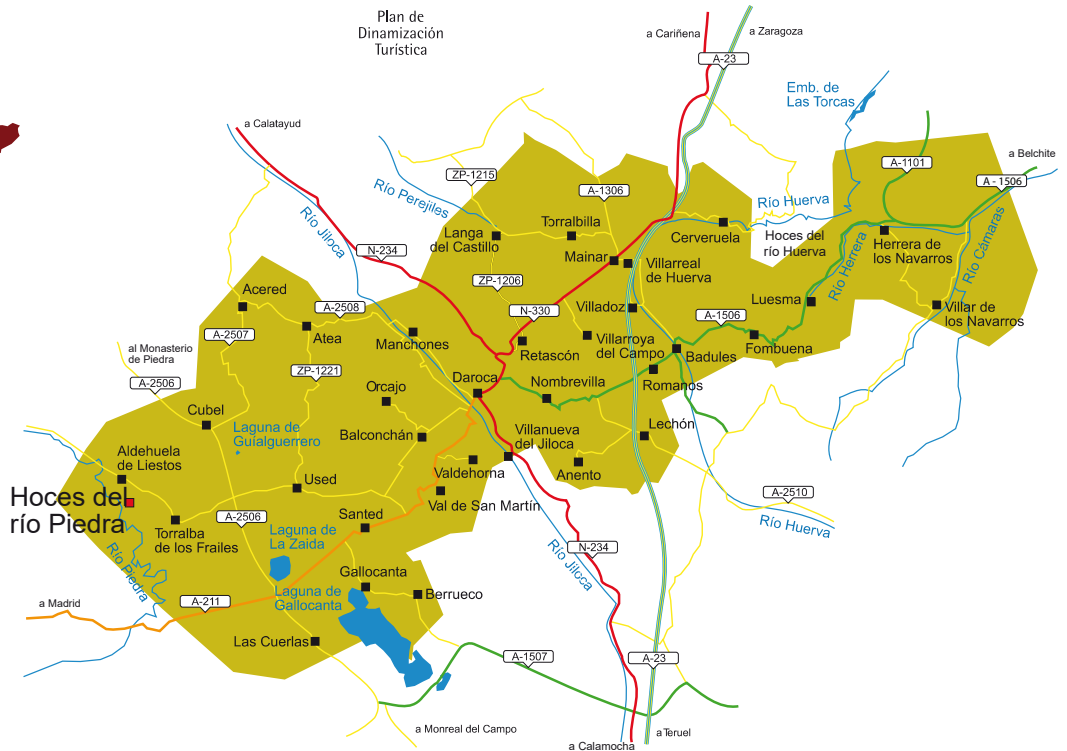 Plan de
Dinamización
Turística
a Cariñena
a Zaragoza
A-23
Emb. de
Las Torcas
a Calatayud
a Belchite
A-1101
A - 1506
ZP-1215
A-1306
Río Perejiles
Río Huerva
Río Jiloca
Langa
del Castillo
Torralbilla
Cerveruela
Hoces del
río Huerva
Herrera de
los Navarros
Río Cámaras
Río Herrera
N-234
Mainar
Villarreal
de Huerva
ZP-1206
Acered
A-2508
N-330
Villadoz
Luesma
Villar de
los Navarros
A-1506
A-2507
Atea
Manchones
Retascón
Villarroya
del Campo
Badules
Fombuena
al Monasterio
de Piedra
A-2506
ZP-1221
Orcajo
Daroca
Nombrevilla
Romanos
Cubel
Laguna de
Guialguerrero
Balconchán
Villanueva
del Jiloca
Lechón
Aldehuela
de Liestos
Used
Valdehorna
Anento
Hoces del
río Piedra
Val de San Martín
A-2510
Río Huerva
Torralba
de los Frailes
A-2506
Santed
Laguna de
La Zaida
Río Piedra
N-234
Río Jiloca
Gallocanta
Laguna de
Gallocanta
Berrueco
a Madrid
A-211
Las Cuerlas
A-1507
A-23
a Monreal del Campo
a Teruel
a Calamocha